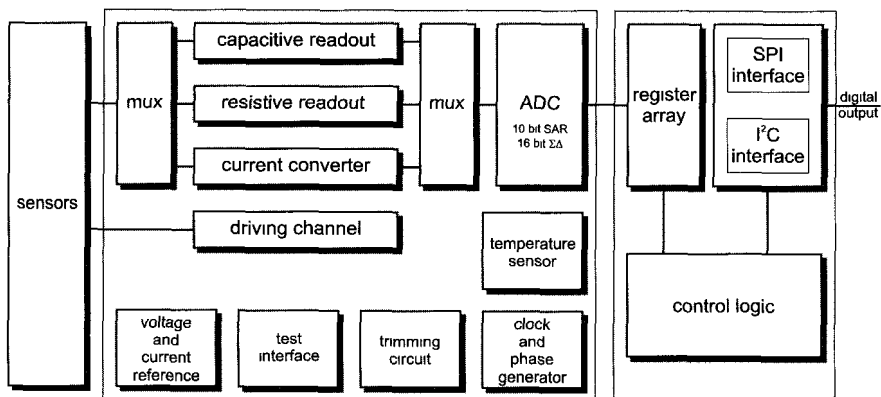 sensors
mux
capacitive readout
resistive readout
current converter
driving channel
mux
ADC
10 bit SAR
16 bit ΣΔ
temperature
sensor
voltage
and
current
reference
test
interface
trimming
circuit
clock
and
phase
generator
register
array
SPI
interface
I²C
interface
control logic
digital
output